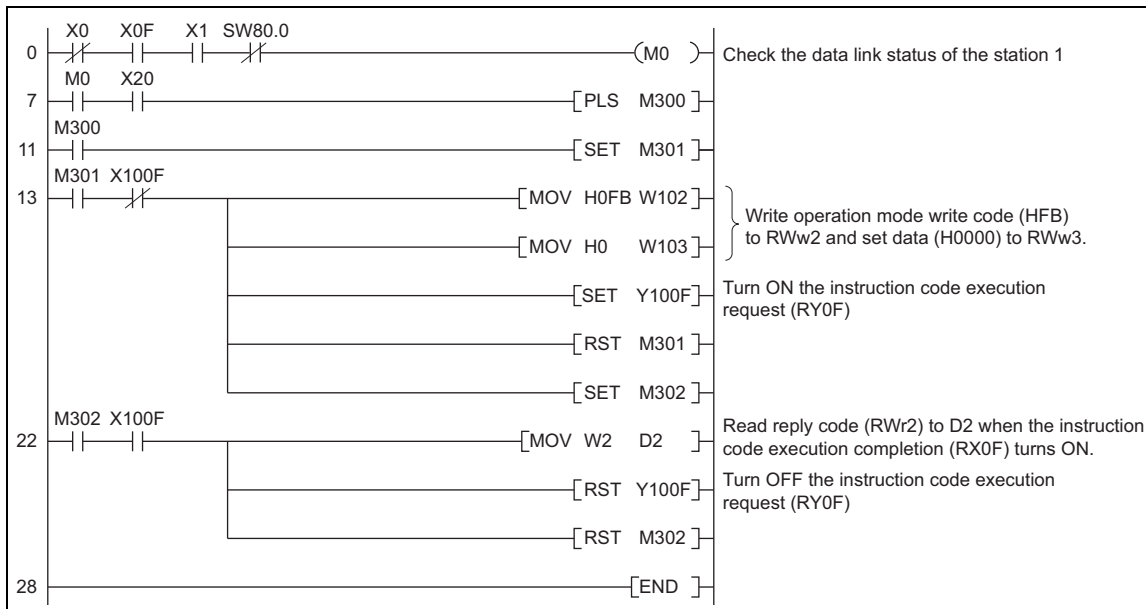 X0 X0F X1 SW80.0
0 M0 Check the data link status of the station 1
M0 X20
7 PLS M300
M300
11 SET M301
M301 X100F
13 MOV H0FB W102
Write operation mode write code (HFB)
to RWw2 and set data (H0000) to RWw3.
MOV H0 W103
SET Y100F Turn ON the instruction code execution
request (RY0F)
RST M301
SET M302
M302 X100F
22 MOV W2 D2 Read reply code (RWr2) to D2 when the instruction
code execution completion (RX0F) turns ON.
RST Y100F Turn OFF the instruction code execution
request (RY0F)
RST M302
28 END